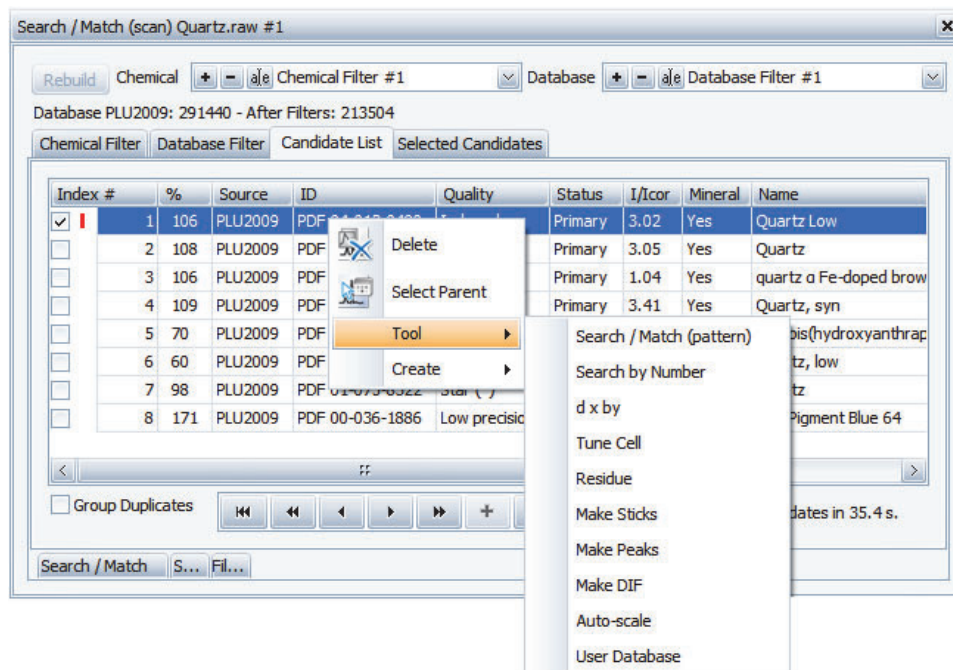 Search / Match (scan) Quartz.raw #1
Rebuild Chemical Chemical Filter #1 Database Database Filter #1
Database PLU2009: 291440 - After Filters: 213504
Chemical Filter Database Filter Candidate List Selected Candidates
Index # % Source ID Quality Status I/Icor Mineral Name
1 106 PLU2009 PDF Primary 3.02 Yes Quartz Low
2 108 PLU2009 PDF Primary 3.05 Yes Quartz
3 106 PLU2009 PDF Primary 1.04 Yes quartz α Fe-doped brow
4 109 PLU2009 PDF Primary 3.41 Yes Quartz, syn
5 70 PLU2009 PDF bis(hydroxyanthrap
6 60 PLU2009 PDF tz, low
7 98 PLU2009 PDF tz
8 171 PLU2009 PDF 00-036-1886 Low precisio Pigment Blue 64
Delete
Select Parent
Tool
Create
Search / Match (pattern)
Search by Number
d x by
Tune Cell
Residue
Make Sticks
Make Peaks
Make DIF
Auto-scale
User Database
Group Duplicates dates in 35.4 s.
Search / Match S... Fil...